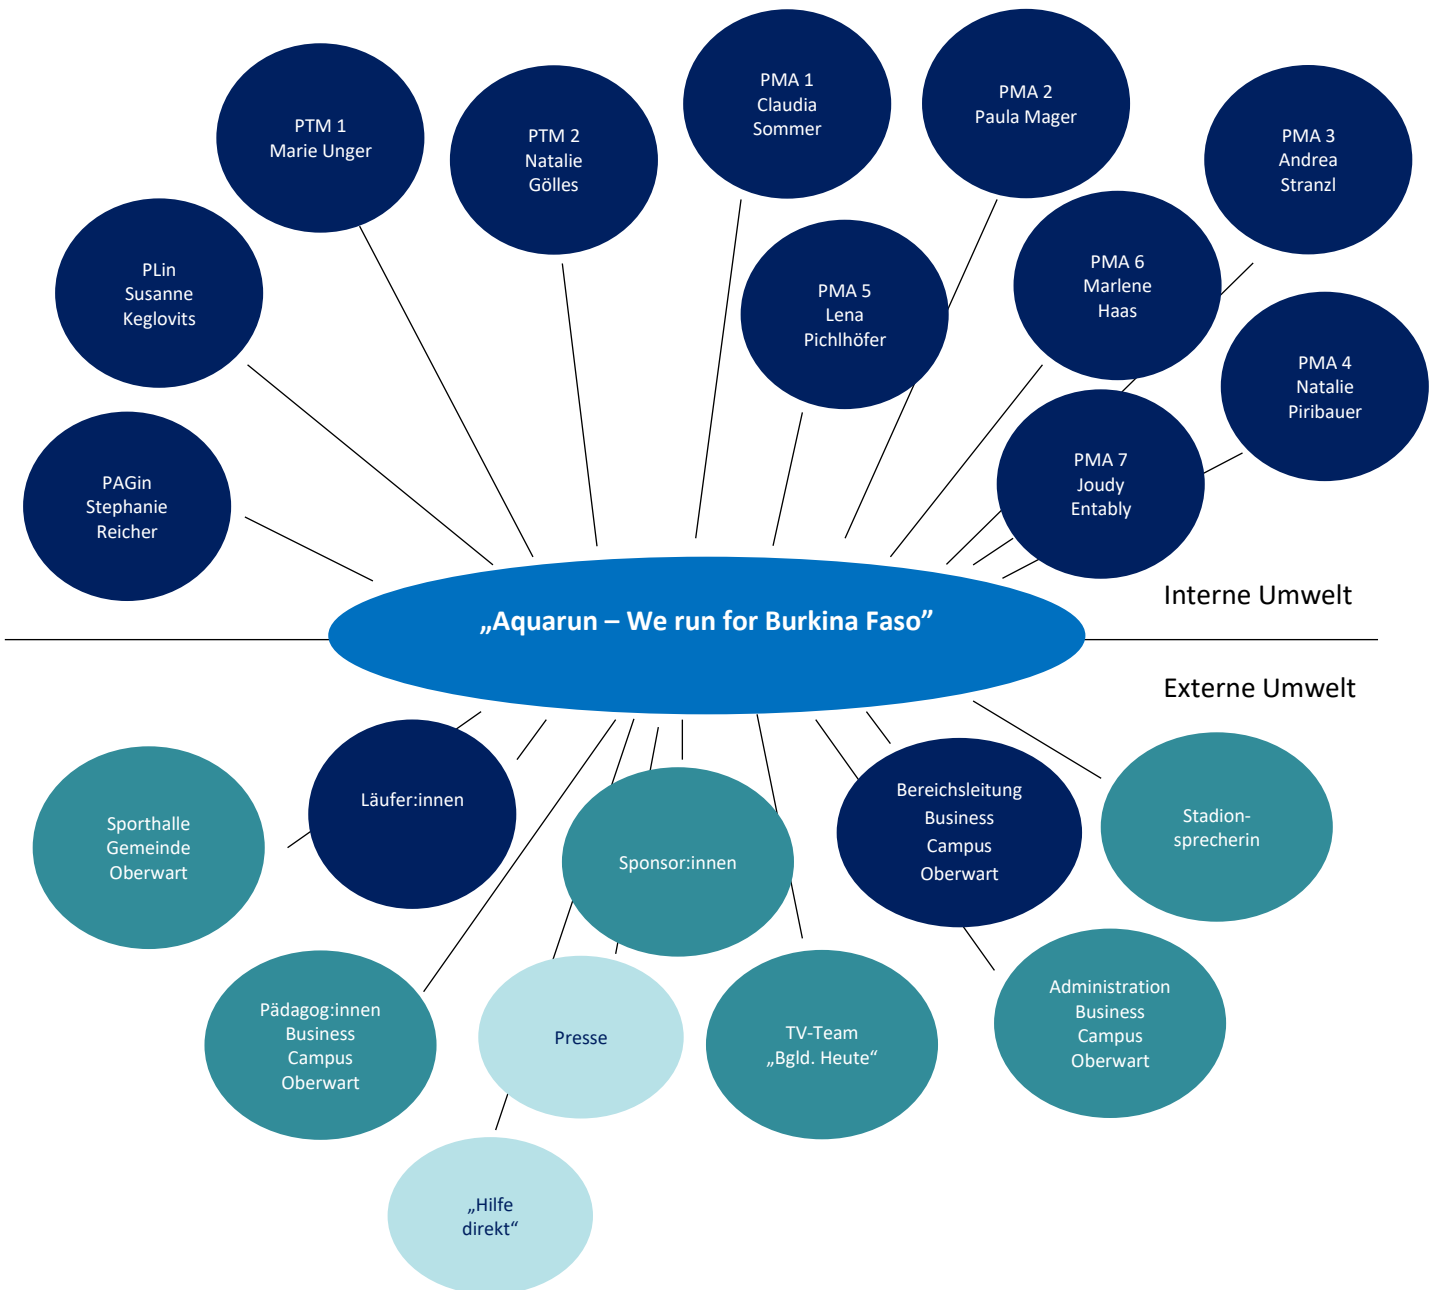 PTM 1
Marie Unger
PTM 2
Natalie
Gölles
PMA 1
Claudia
Sommer
PMA 2
Paula Mager
PMA 3
Andrea
Stranzl
PLin
Susanne
Keglovits
PMA 5
Lena
Pichlhöfer
PMA 6
Marlene
Haas
PMA 4
Natalie
Piribauer
PAGin
Stephanie
Reicher
PMA 7
Joudy
Entably
„Aquarun – We run for Burkina Faso”
Interne Umwelt
Externe Umwelt
Sporthalle
Gemeinde
Oberwart
Läufer:innen
Sponsor:innen
Bereichsleitung
Business
Campus
Oberwart
Stadion-
sprecherin
Pädagog:innen
Business
Campus
Oberwart
Presse
TV-Team
„Bgld. Heute“
Administration
Business
Campus
Oberwart
„Hilfe
direkt“